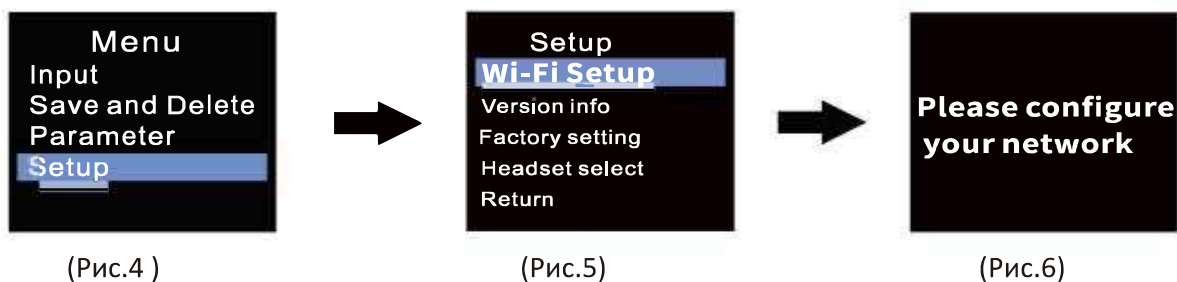 Menu
Input
Save and Delete
Parameter
Setup
Setup
Wi-Fi Setup
Version info
Factory setting
Headset select
Return
Please configure
your network
(Рис.4 )
(Рис.5)
(Рис.6)